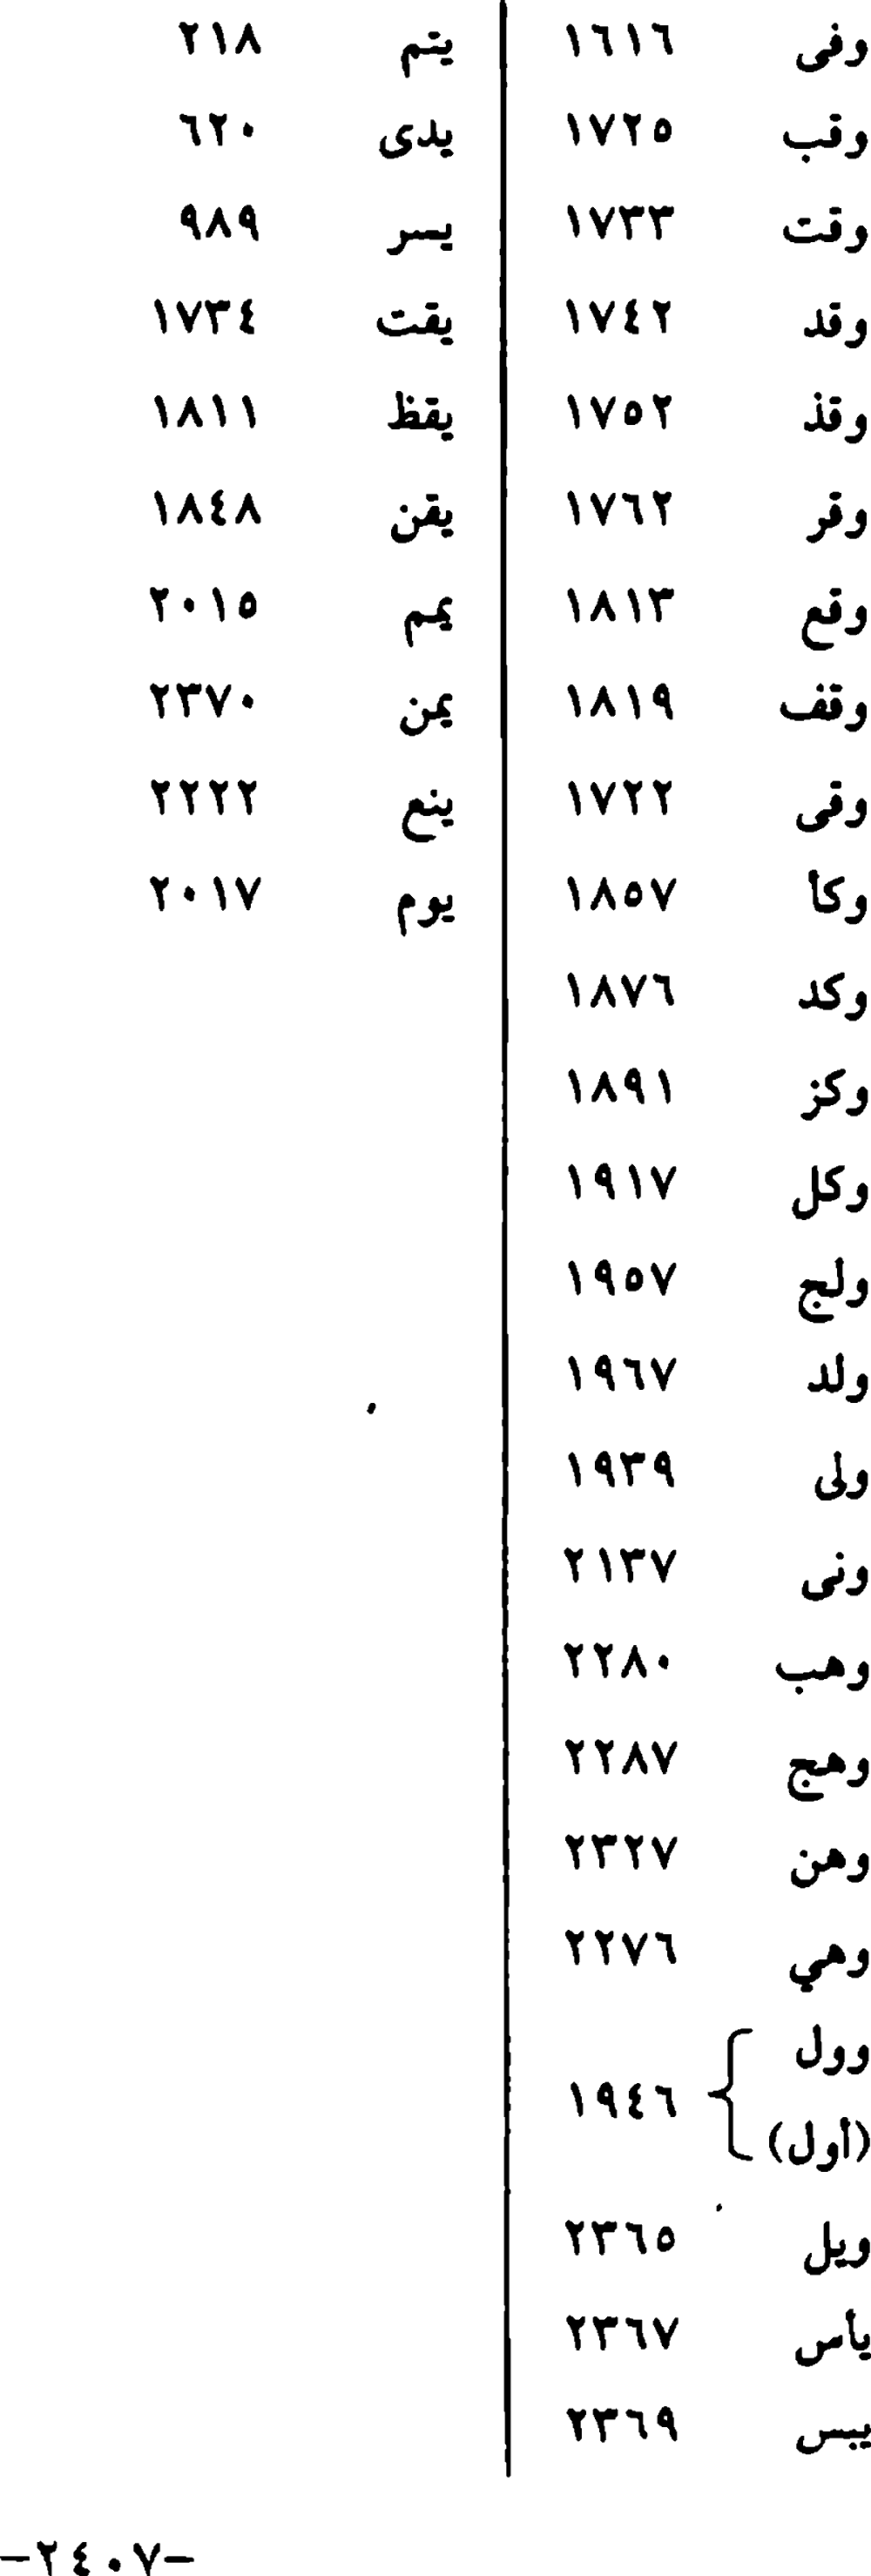 وفى ١٦١٦
وقب ١٧٢٥
وقت ١٧٣٣
وقد ١٧٤٢
وقذ ١٧٥٢
وقر ١٧٦٢
وقع ١٨١٣
وقف ١٨١٩
وقى ١٧٢٢
وكأ ١٨٥٧
وكد ١٨٧٦
وكز ١٨٩١
وكل ١٩١٧
ولج ١٩٥٧
ولد ١٩٦٧
ولى ١٩٣٩
ونى ٢١٣٧
وهب ٢٢٨٠
وهج ٢٢٨٧
وهن ٢٣٢٧
وهي ٢٢٧٦
وول
(أول) ١٩٤٦
ويل ٢٣٦٥
يأس ٢٣٦٧
يبس ٢٣٦٩
يتم ٢١٨
يدى ٦٢٠
يسر ٩٨٩
يقت ١٧٣٤
يقظ ١٨١١
يقن ١٨٤٨
يمم ٢٠١٥
يمن ٢٣٧٠
ينع ٢٢٢٢
يوم ٢٠١٧
-٢٤٠٧-